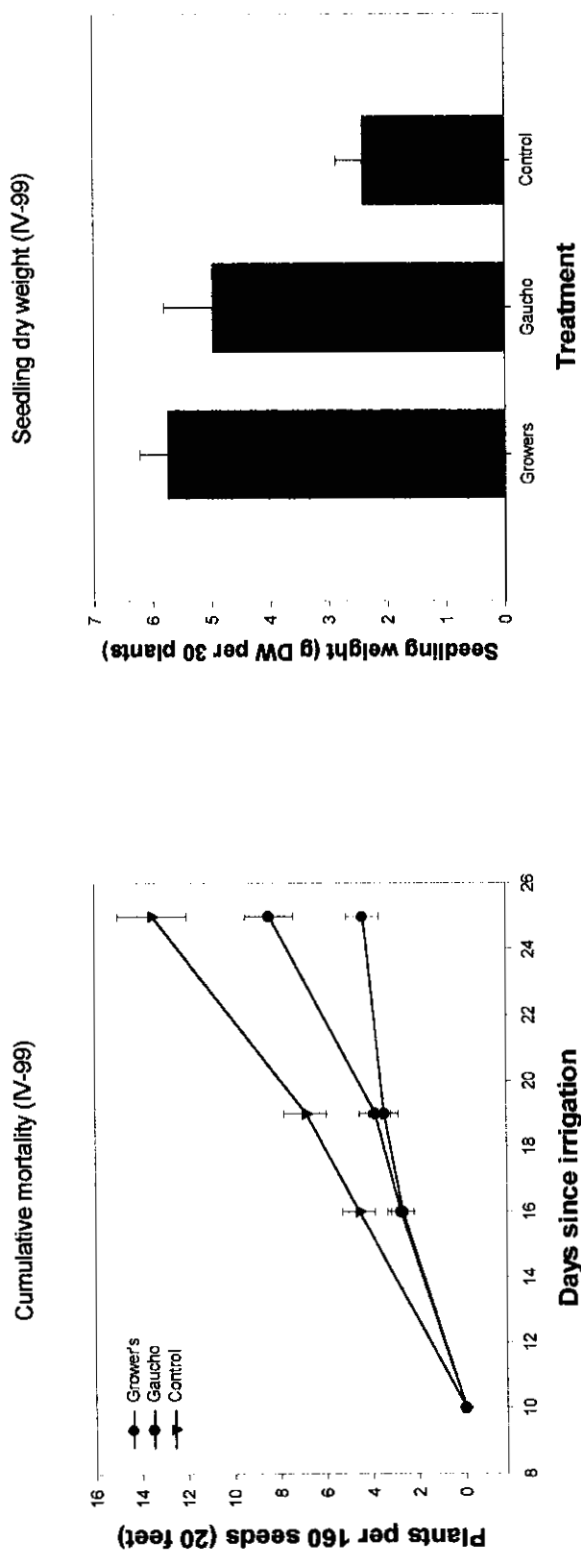 Cumulative mortality (IV-99)
Grower's
Gaucho
Control
16
14
12
10
8
6
4
2
0
Plants per 160 seeds (20 feet)
8
10
12
14
16
18
20
22
24
26
Days since irrigation
Seedling dry weight (IV-99)
7
6
5
4
3
2
1
0
Seedling weight (g DW per 30 plants)
Growers
Gaucho
Control
Treatment